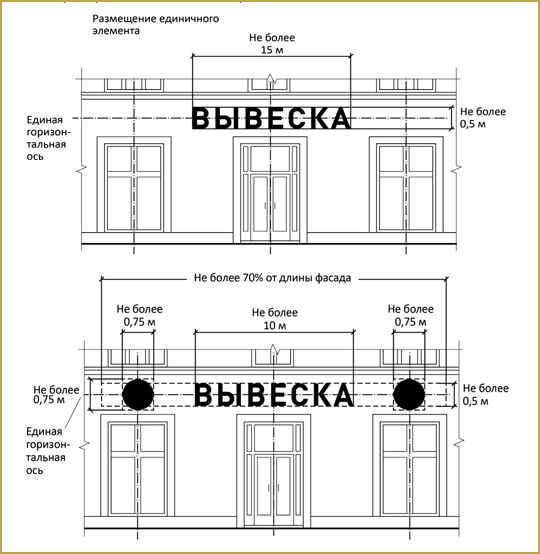 Размещение единичного
элемента
Не более
15 м
ВЫВЕСКА
Не более
0,5 м
Единая
горизон-
тальная
ось
Не более 70% от длины фасада
Не более
0,75 м
Не более
10 м
Не более
0,75 м
Не более
0,75 м
ВЫВЕСКА
Не более
0,5 м
Единая
горизон-
тальная
ось